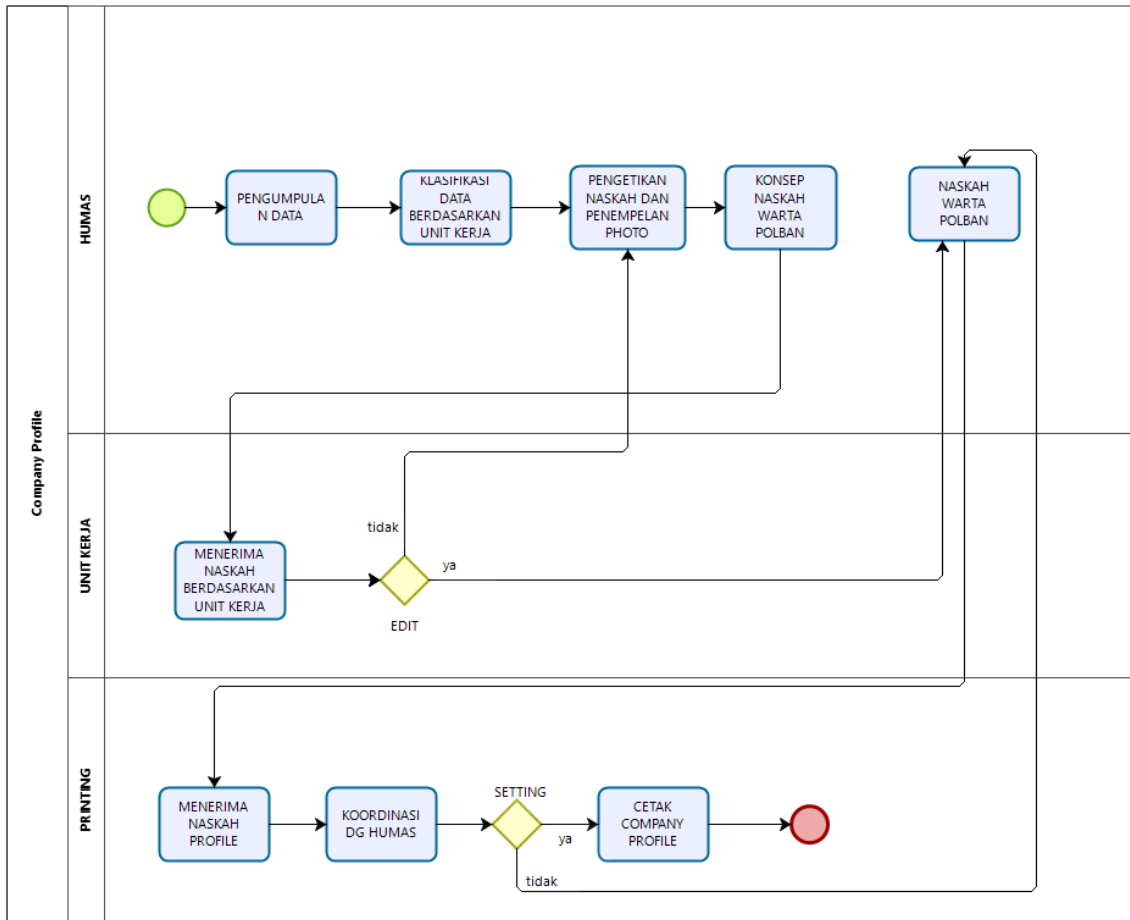 Company Profile
HUMAS
PENGUMPULA
N DATA
KLASIFIKASI
DATA
BERDASARKAN
UNIT KERJA
PENGETIKAN
NASKAH DAN
PENEMPELAN
PHOTO
KONSEP
NASKAH
WARTA
POLBAN
NASKAH
WARTA
POLBAN
UNIT KERJA
MENERIMA
NASKAH
BERDASARKAN
UNIT KERJA
tidak
ya
EDIT
PRINTING
MENERIMA
NASKAH
PROFILE
KOORDINASI
DG HUMAS
SETTING
ya
tidak
CETAK
COMPANY
PROFILE